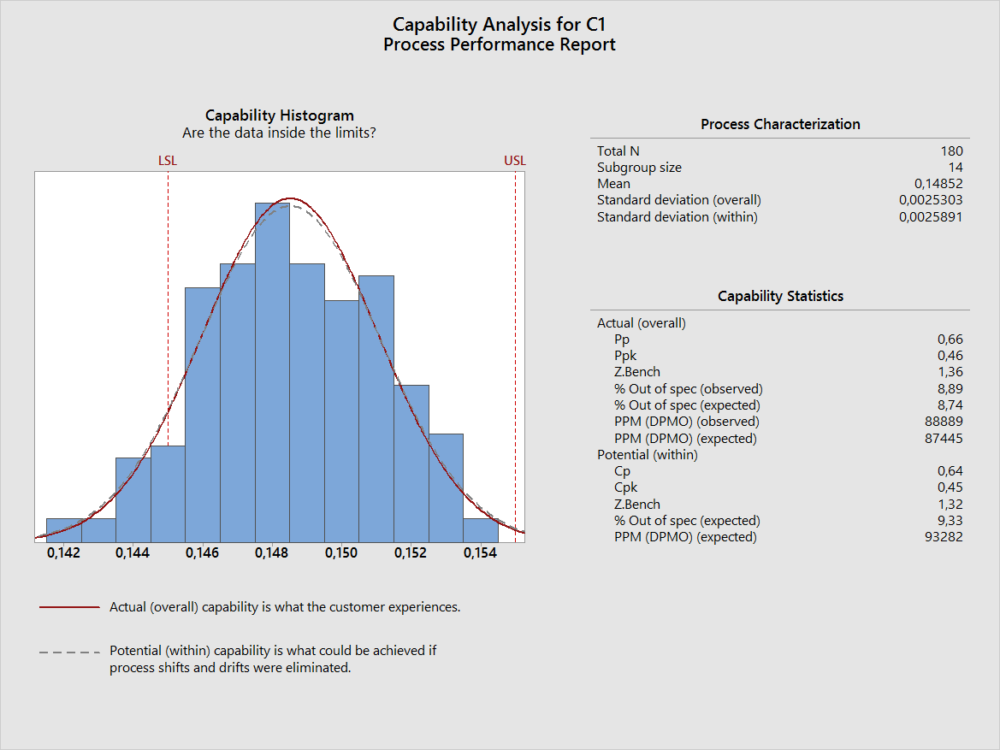 Capability Analysis for C1
Process Performance Report
Capability Histogram
Are the data inside the limits?
LSL USL
0,142 0,144 0,146 0,148 0,150 0,152 0,154
Actual (overall) capability is what the customer experiences.
Potential (within) capability is what could be achieved if
process shifts and drifts were eliminated.
Process Characterization
Total N 180
Subgroup size 14
Mean 0,14852
Standard deviation (overall) 0,0025303
Standard deviation (within) 0,0025891
Capability Statistics
Actual (overall)
Pp 0,66
Ppk 0,46
Z.Bench 1,36
% Out of spec (observed) 8,89
% Out of spec (expected) 8,74
PPM (DPMO) (observed) 88889
PPM (DPMO) (expected) 87445
Potential (within)
Cp 0,64
Cpk 0,45
Z.Bench 1,32
% Out of spec (expected) 9,33
PPM (DPMO) (expected) 93282